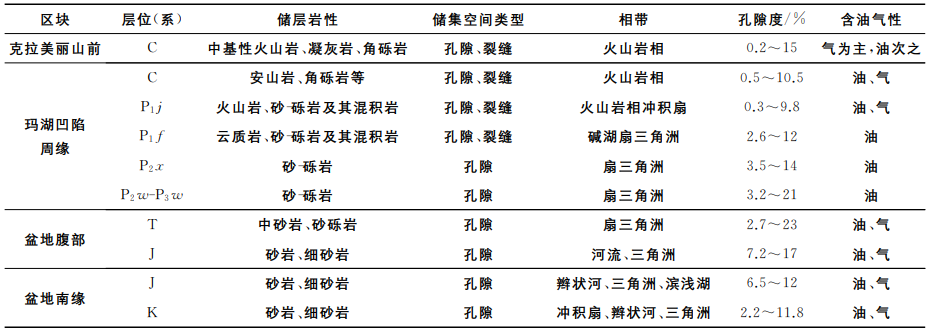 区块 层位(系) 储层岩性 储集空间类型 相带 孔隙度/% 含油气性
克拉美丽山前 C 中基性火山岩、凝灰岩、角砾岩 孔隙、裂缝 火山岩相 0.2~15 气为主,油次之
玛湖凹陷周缘 C 安山岩、角砾岩等 孔隙、裂缝 火山岩相 0.5~10.5 油、气
P₁j 火山岩、砂-砾岩及其混积岩 孔隙、裂缝 火山岩相冲积扇 0.3~9.8 油、气
P₁f 云质岩、砂-砾岩及其混积岩 孔隙、裂缝 碱湖扇三角洲 2.6~12 油
P₂x 砂-砾岩 孔隙 扇三角洲 3.5~14 油
P₂w-P₃w 砂-砾岩 孔隙 扇三角洲 3.2~21 油
盆地腹部 T 中砂岩、砂砾岩 孔隙 扇三角洲 2.7~23 油、气
J 砂岩、细砂岩 孔隙 河流、三角洲 7.2~17 油、气
盆地南缘 J 砂岩、细砂岩 孔隙 辫状河、三角洲、滨浅湖 6.5~12 油、气
K 砂岩、细砂岩 孔隙 冲积扇、辫状河、三角洲 2.2~11.8 油、气